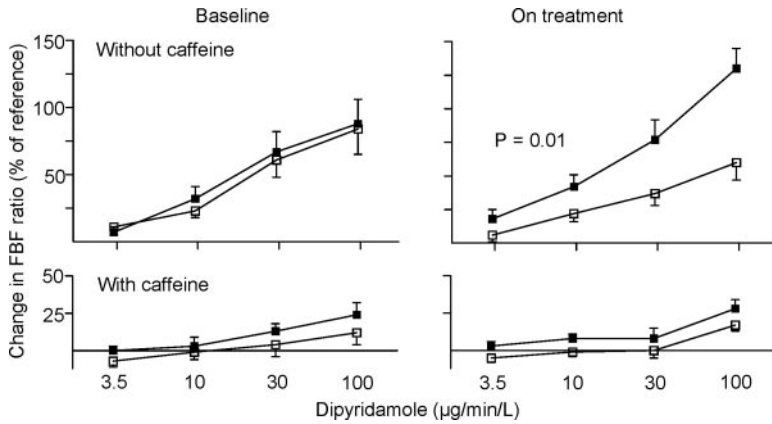 Baseline
On treatment
Change in FBF ratio (% of reference)
150
Without caffeine
100
50
P = 0.01
50
With caffeine
25
3.5 10 30 100
3.5 10 30 100
Dipyridamole (µg/min/L)